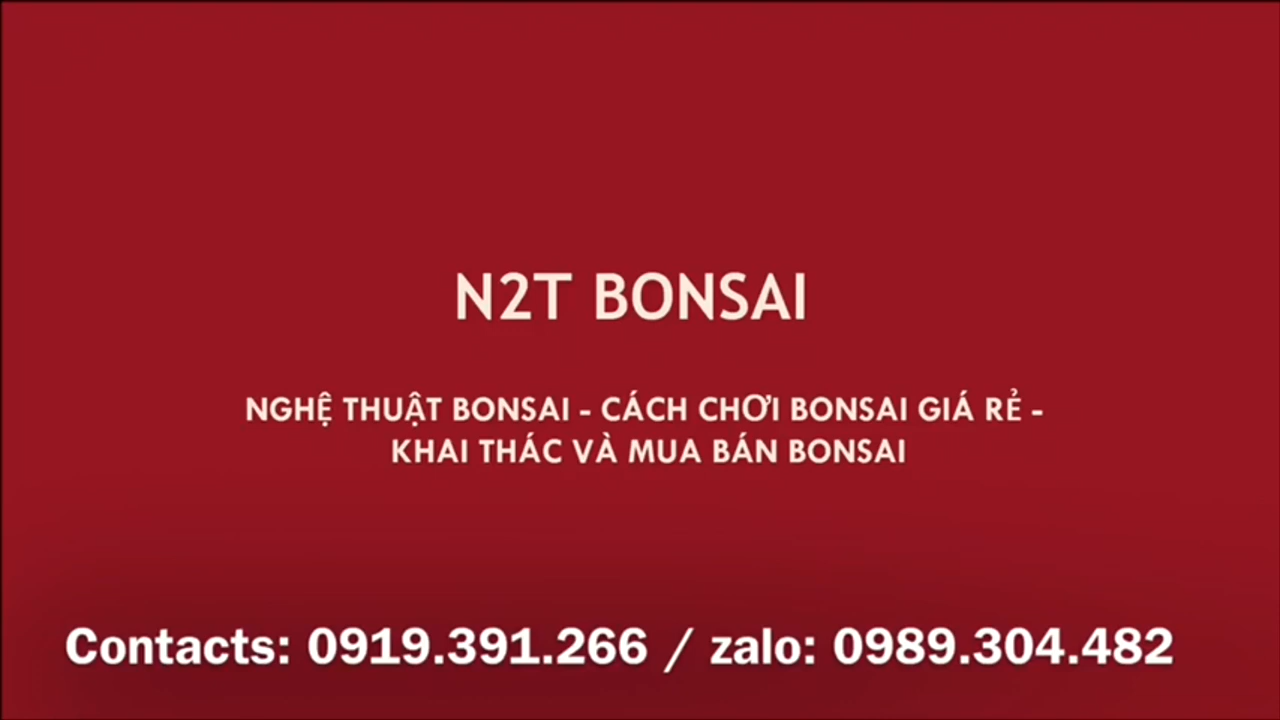 N2T BONSAI
NGHỆ THUẬT BONSAI - CÁCH CHƠI BONSAI GIÁ RẺ -
KHAI THÁC VÀ MUA BÁN BONSAI
Contacts: 0919.391.266 / zalo: 0989.304.482